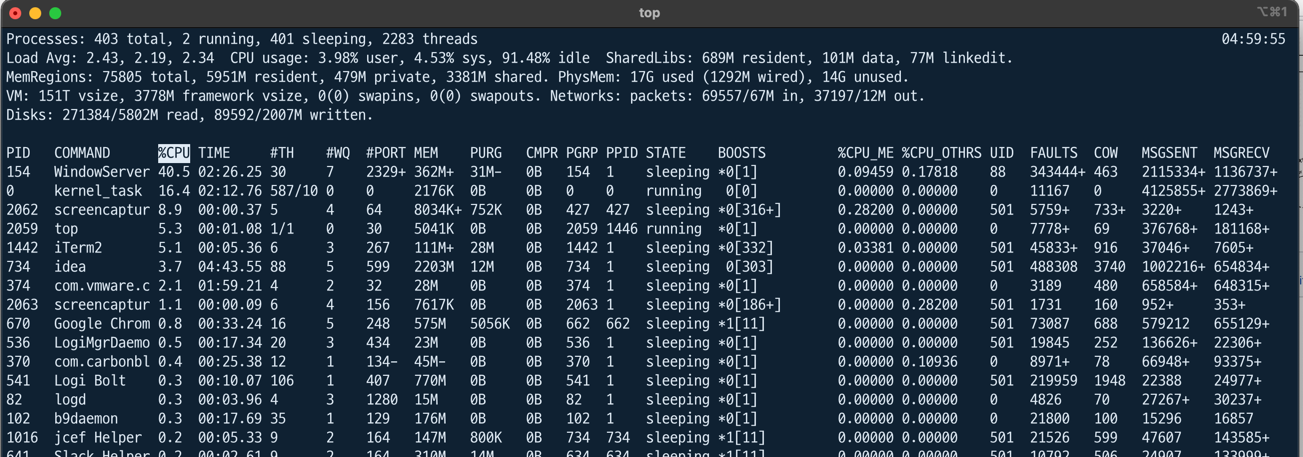 top
⌥⌘1
Processes: 403 total, 2 running, 401 sleeping, 2283 threads 04:59:55
Load Avg: 2.43, 2.19, 2.34  CPU usage: 3.98% user, 4.53% sys, 91.48% idle  SharedLibs: 689M resident, 101M data, 77M linkedit.
MemRegions: 75805 total, 5951M resident, 479M private, 3381M shared. PhysMem: 17G used (1292M wired), 14G unused.
VM: 151T vsize, 3778M framework vsize, 0(0) swapins, 0(0) swapouts. Networks: packets: 69557/67M in, 37197/12M out.
Disks: 271384/5802M read, 89592/2007M written.
PID COMMAND %CPU TIME #TH #WQ #PORT MEM PURG CMPR PGRP PPID STATE BOOSTS %CPU_ME %CPU_OTHRS UID FAULTS COW MSGSENT MSGRECV
154 WindowServer 40.5 02:26.25 30 7 2329+ 362M+ 31M- 0B 154 1 sleeping *0[1] 0.09459 0.17818 88 343444+ 463 2115334+ 1136737+
0 kernel_task 16.4 02:12.76 587/10 0 0 2176K 0B 0B 0 0 running 0[0] 0.00000 0.00000 0 11167 0 4125855+ 2773869+
2062 screencaptur 8.9 00:00.37 5 4 64 8034K+ 752K 0B 427 427 sleeping *0[316+] 0.28200 0.00000 501 5759+ 733+ 3220+ 1243+
2059 top 5.3 00:01.08 1/1 0 30 5041K 0B 0B 2059 1446 running *0[1] 0.00000 0.00000 0 7778+ 69 376768+ 181168+
1442 iTerm2 5.1 00:05.36 6 3 267 111M+ 28M 0B 1442 1 sleeping *0[332] 0.03381 0.00000 501 45833+ 916 37046+ 7605+
734 idea 3.7 04:43.55 88 5 599 2203M 12M 0B 734 1 sleeping 0[303] 0.00000 0.00000 501 488308 3740 1002216+ 654834+
374 com.vmware.c 2.1 01:59.21 4 2 32 28M 0B 0B 374 1 sleeping *0[1] 0.00000 0.00000 0 3189 480 658584+ 648315+
2063 screencaptur 1.1 00:00.09 6 4 156 7617K 0B 0B 2063 1 sleeping *0[186+] 0.00000 0.28200 501 1731 160 952+ 353+
670 Google Chrom 0.8 00:33.24 16 5 248 575M 5056K 0B 662 662 sleeping *1[11] 0.00000 0.00000 501 73087 688 579212 655129+
536 LogiMgrDaemo 0.5 00:17.34 20 3 434 23M 0B 0B 536 1 sleeping *0[1] 0.00000 0.00000 501 19845 252 136626+ 22306+
370 com.carbonbl 0.4 00:25.38 12 1 134- 45M- 0B 0B 370 1 sleeping *0[1] 0.00000 0.10936 0 8971+ 78 66948+ 93375+
541 Logi Bolt 0.3 00:10.07 106 1 407 770M 0B 0B 541 1 sleeping *0[1] 0.00000 0.00000 501 219959 1948 22388 24977+
82 logd 0.3 00:03.96 4 3 1280 15M 0B 0B 82 1 sleeping *0[1] 0.00000 0.00000 0 4826 70 27267+ 30237+
102 b9daemon 0.3 00:17.69 35 1 129 176M 0B 0B 102 1 sleeping *0[1] 0.00000 0.00000 0 21800 100 15296 16857
1016 jcef Helper 0.2 00:05.33 9 2 164 147M 800K 0B 734 734 sleeping *1[11] 0.00000 0.00000 501 21526 599 47607 143585+
641 Slack Helper 0.2 00:02.61 9 2 164 310M 14M 0B 634 634 sleeping *1[11] 0.00000 0.00000 501 10792 506 24907 133999+